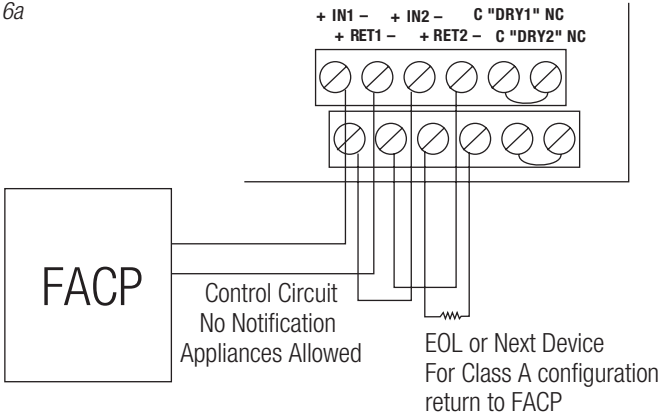 6a
+ IN1 – + IN2 – C "DRY1" NC
+ RET1 – + RET2 – C "DRY2" NC
FACP
Control Circuit
No Notification
Appliances Allowed
EOL or Next Device
For Class A configuration
return to FACP